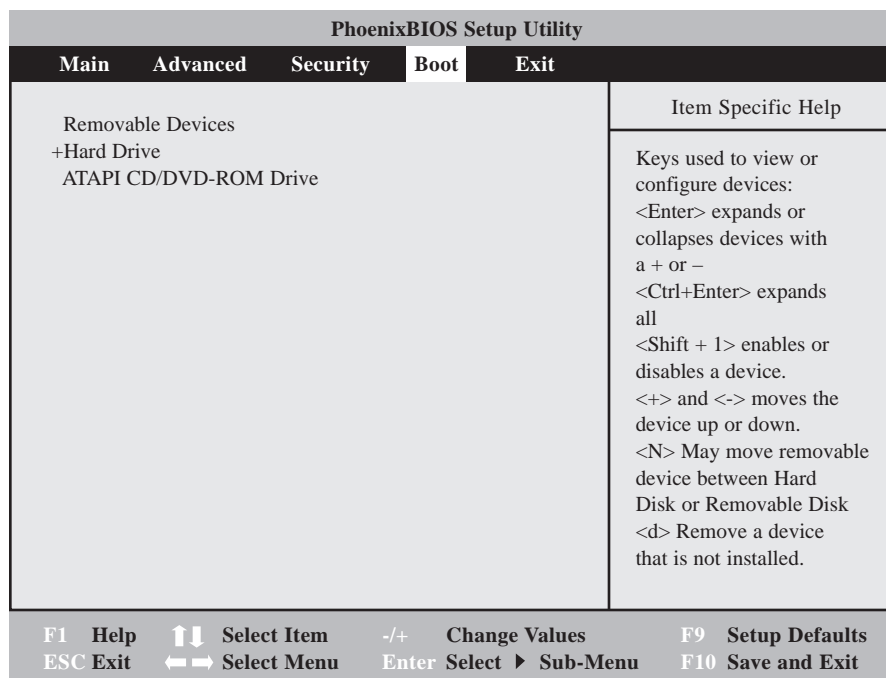 PhoenixBIOS Setup Utility
Main Advanced Security Boot Exit
Removable Devices
+Hard Drive
ATAPI CD/DVD-ROM Drive
Item Specific Help
Keys used to view or
configure devices:
<Enter> expands or
collapses devices with
a + or –
<Ctrl+Enter> expands
all
<Shift + 1> enables or
disables a device.
<+> and <-> moves the
device up or down.
<N> May move removable
device between Hard
Disk or Removable Disk
<d> Remove a device
that is not installed.
F1 Help Select Item -/+ Change Values F9 Setup Defaults
ESC Exit Select Menu Enter Select Sub-Menu F10 Save and Exit